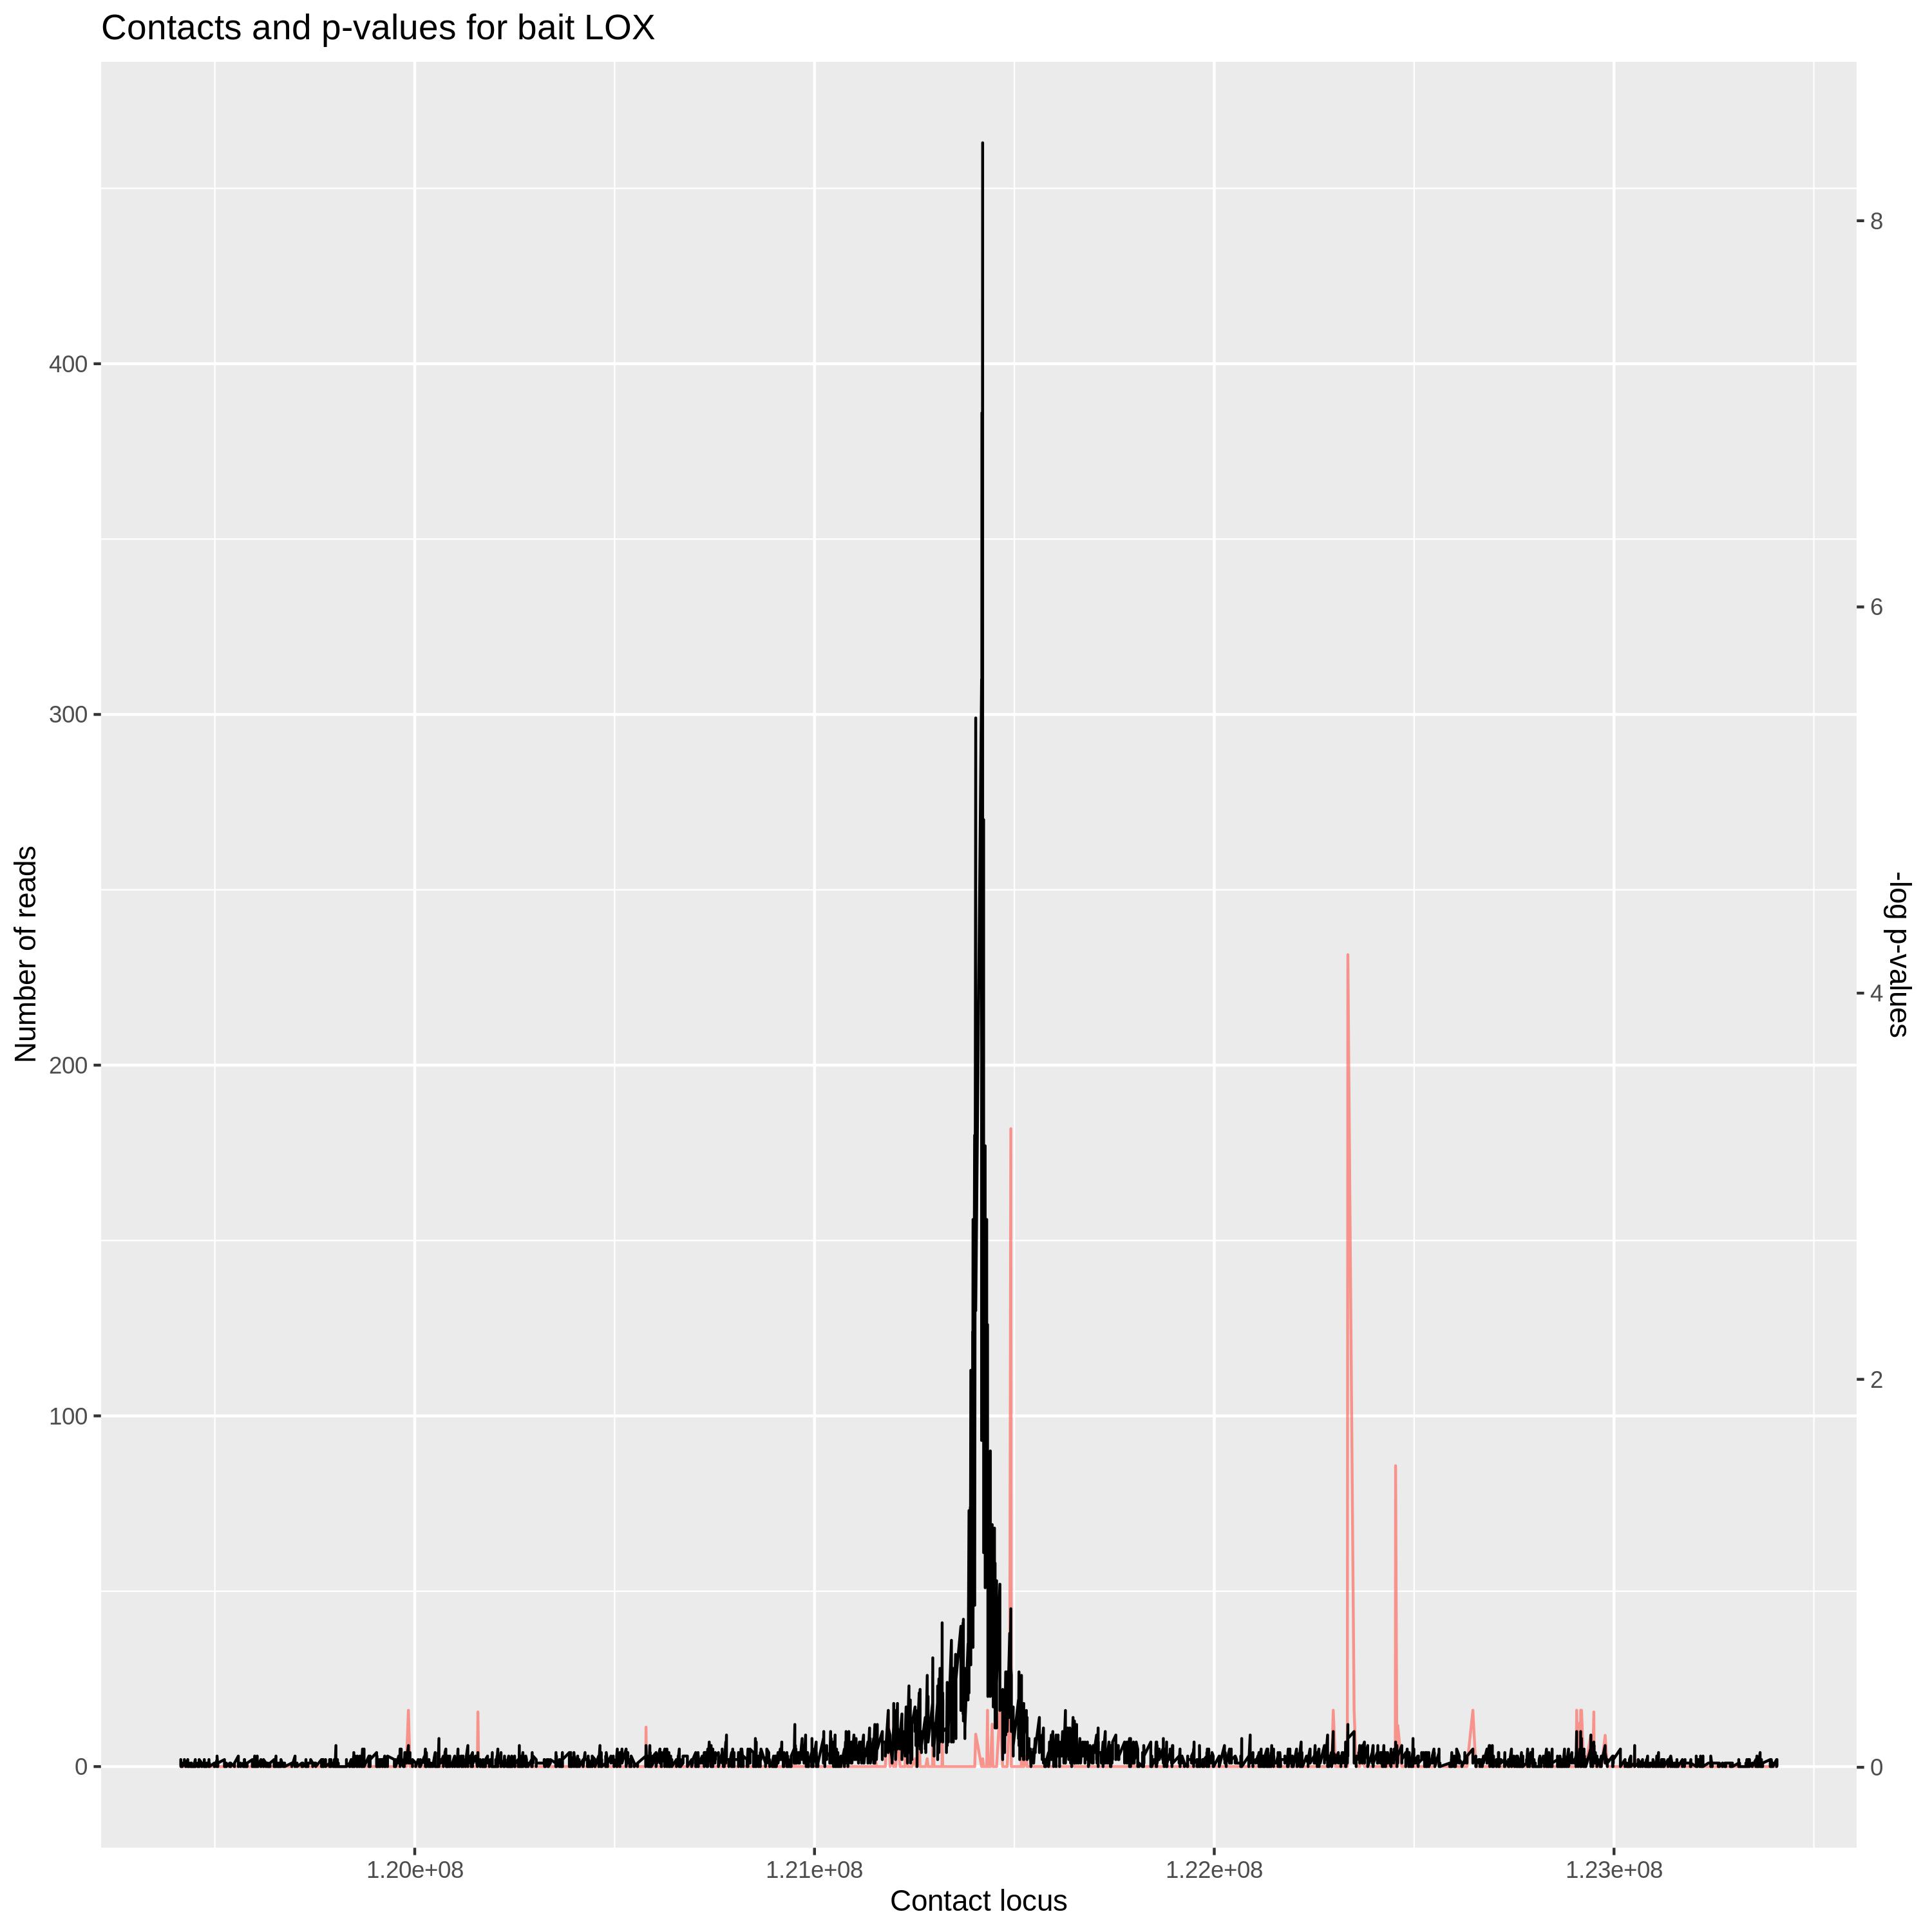 Contacts and p-values for bait LOX
Number of reads
400
300
200
100
0
8
6
4
2
0
-log p-values
1.20e+08
1.21e+08
1.22e+08
1.23e+08
Contact locus